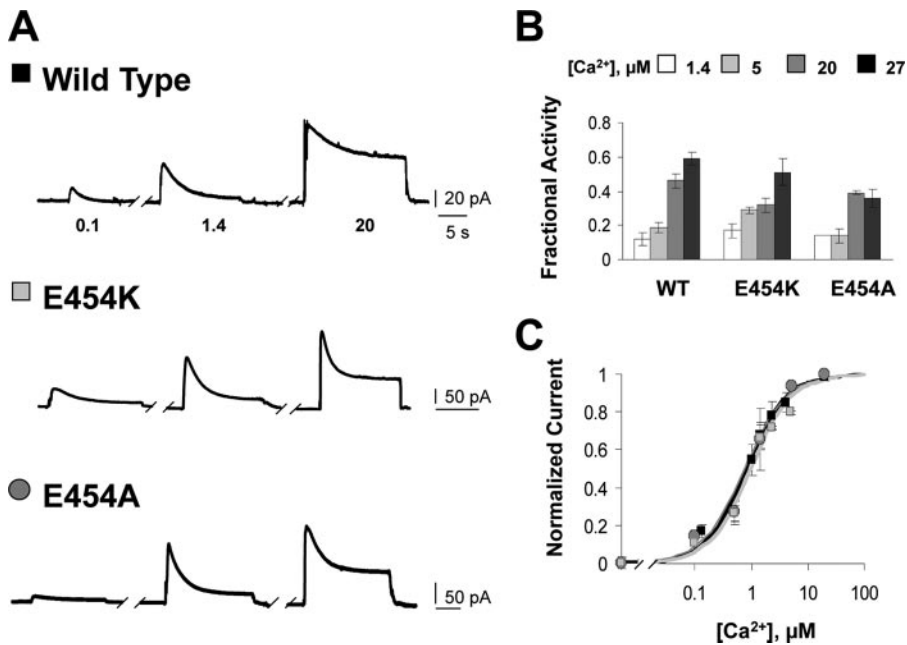 A
Wild Type
0.1 1.4 20
20 pA
5 s
E454K
50 pA
E454A
50 pA
B
[Ca²⁺], µM 1.4 5 20 27
Fractional Activity
0.8
0.6
0.4
0.2
0
WT E454K E454A
C
Normalized Current
1
0.8
0.6
0.4
0.2
0
0.1 1 10 100
[Ca²⁺], µM